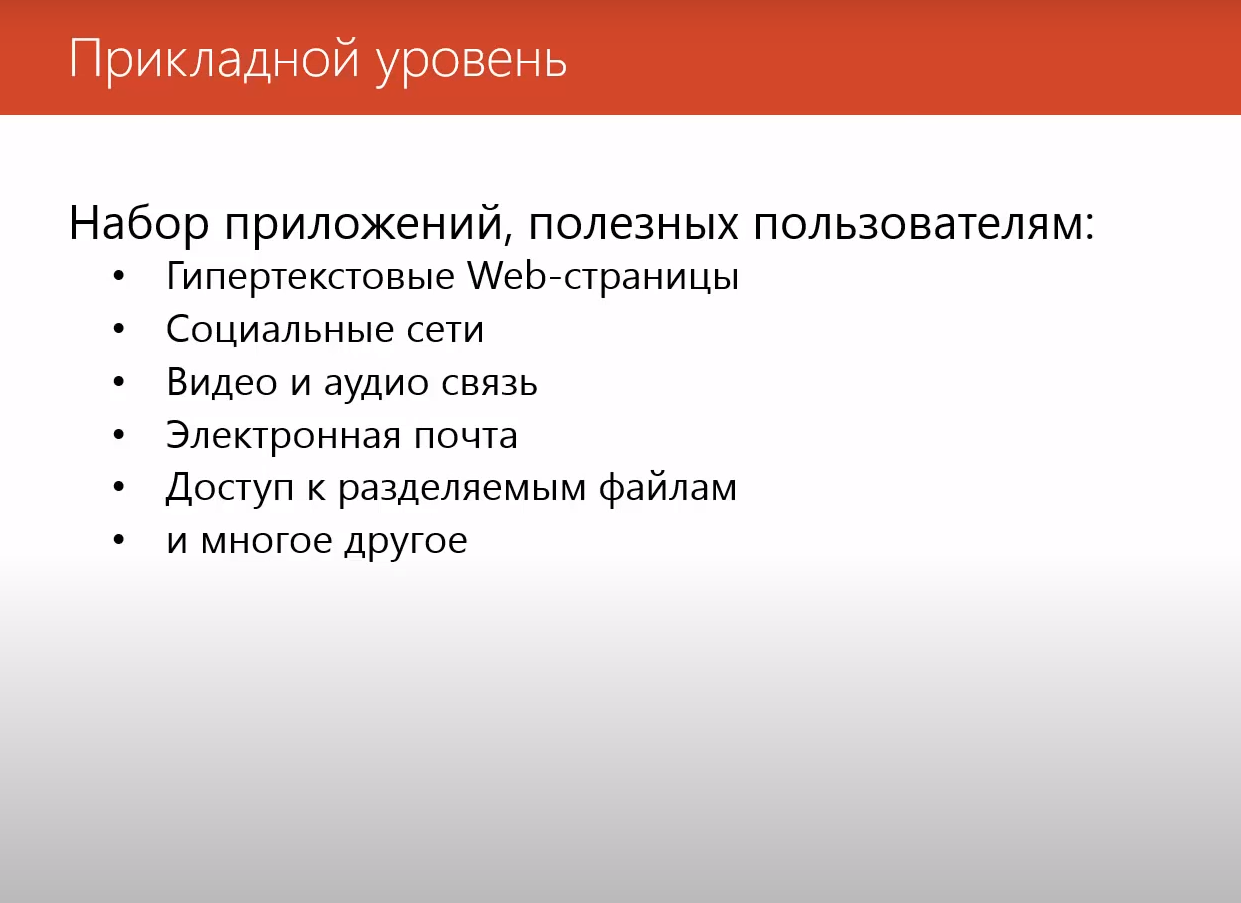 Прикладной уровень
Набор приложений, полезных пользователям:
• Гипертекстовые Web-страницы
• Социальные сети
• Видео и аудио связь
• Электронная почта
• Доступ к разделяемым файлам
• и многое другое